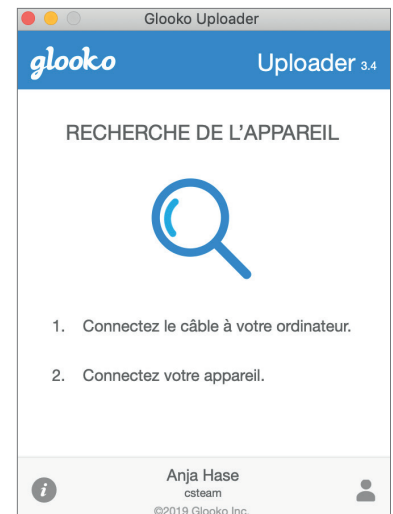 Glooko Uploader
glooko
Uploader 3.4
RECHERCHE DE L’APPAREIL
1. Connectez le câble à votre ordinateur.
2. Connectez votre appareil.
i
Anja Hase
csteam
©2019 Glooko Inc.